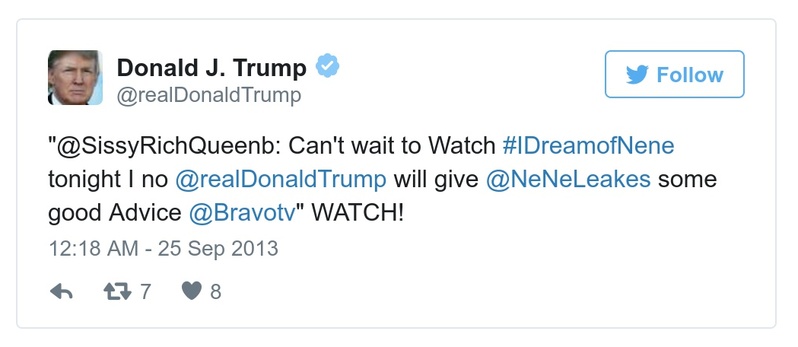 Donald J. Trump
@realDonaldTrump
Follow
"@SissyRichQueenb: Can't wait to Watch #IDreamofNene
tonight I no @realDonaldTrump will give @NeNeLeakes some
good Advice @Bravotv" WATCH!
12:18 AM - 25 Sep 2013
7 8